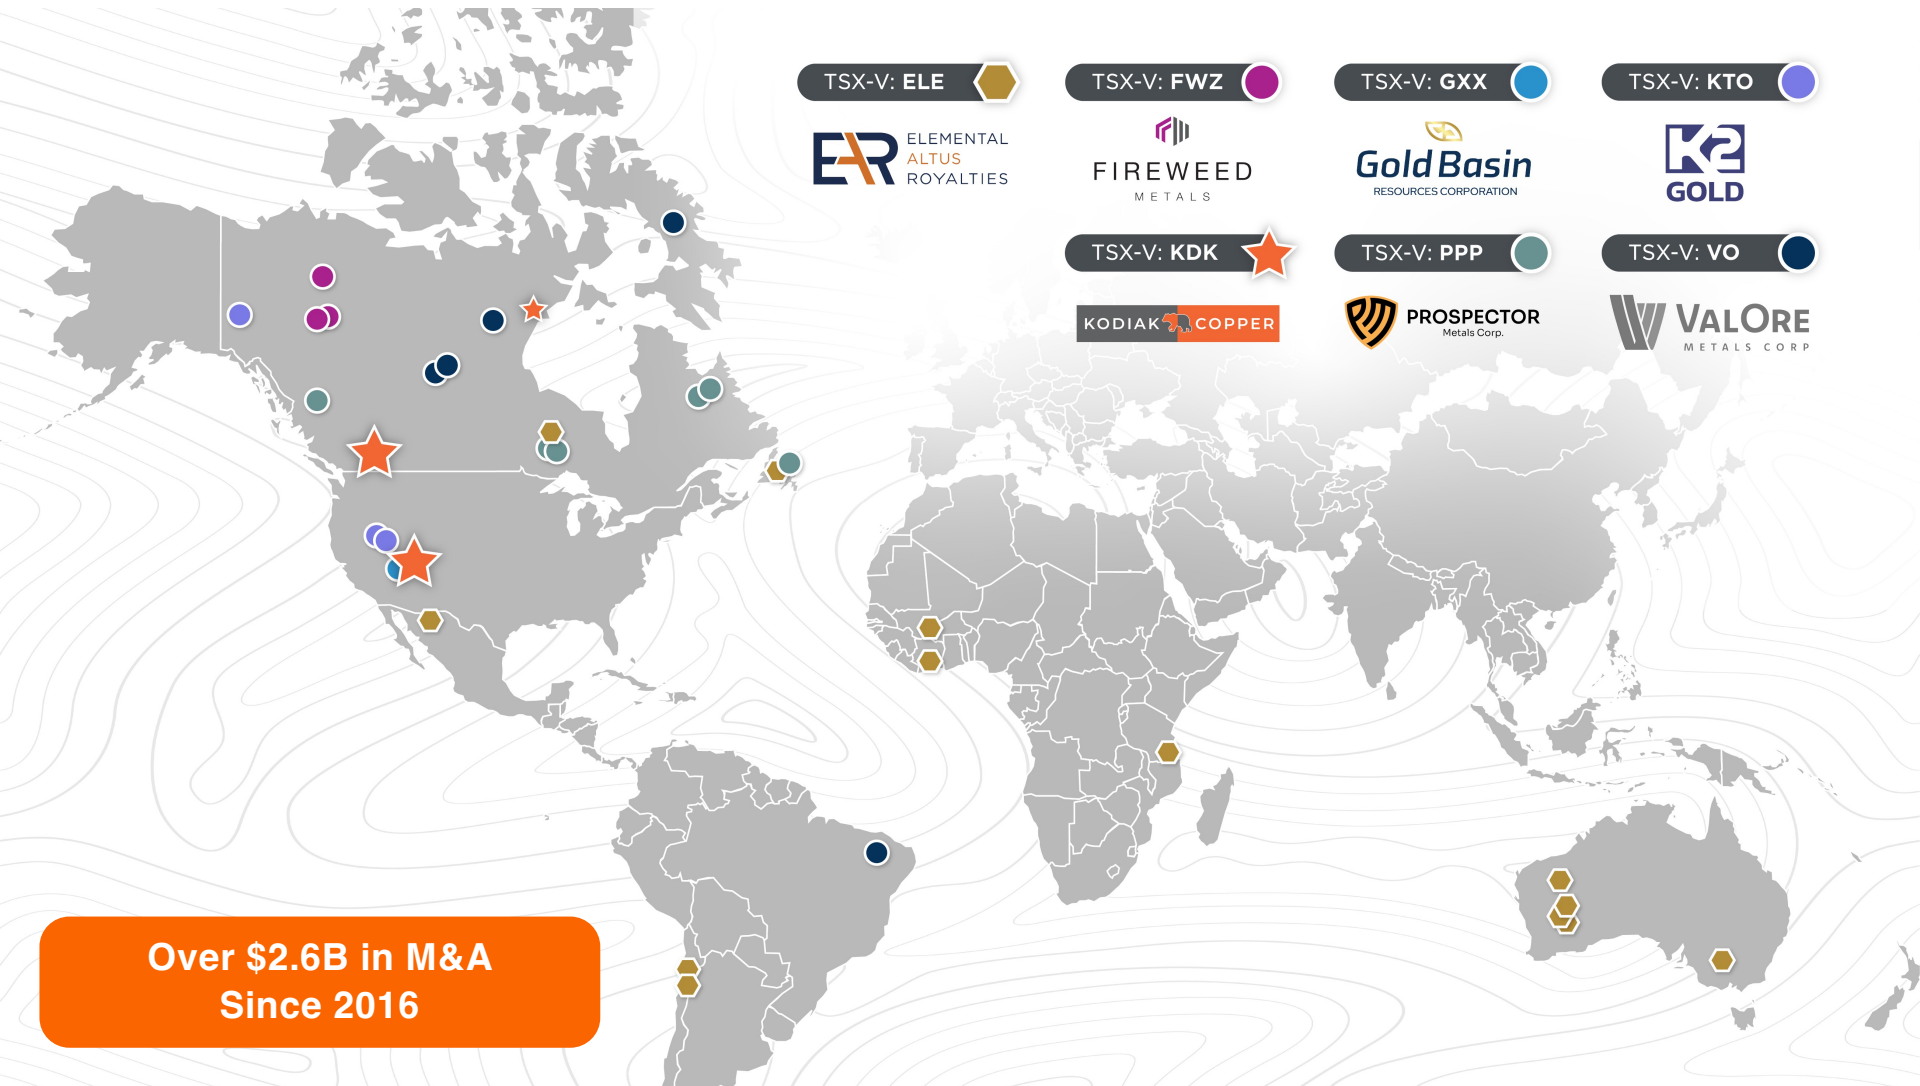 TSX-V: ELE
TSX-V: FWZ
TSX-V: GXX
TSX-V: KTO
EAR
ELEMENTAL
ALTUS
ROYALTIES
FIREWEED
METALS
Gold Basin
RESOURCES CORPORATION
K2
GOLD
TSX-V: KDK
TSX-V: PPP
TSX-V: VO
KODIAK COPPER
PROSPECTOR
Metals Corp.
VALORE
METALS CORP
Over $2.6B in M&A
Since 2016